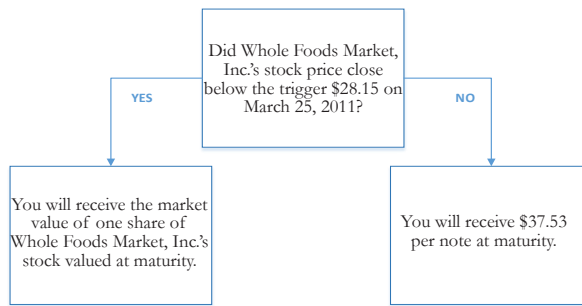 Did Whole Foods Market,
Inc.'s stock price close
below the trigger $28.15 on
March 25, 2011?
YES
NO
You will receive the market
value of one share of
Whole Foods Market, Inc.'s
stock valued at maturity.
You will receive $37.53
per note at maturity.